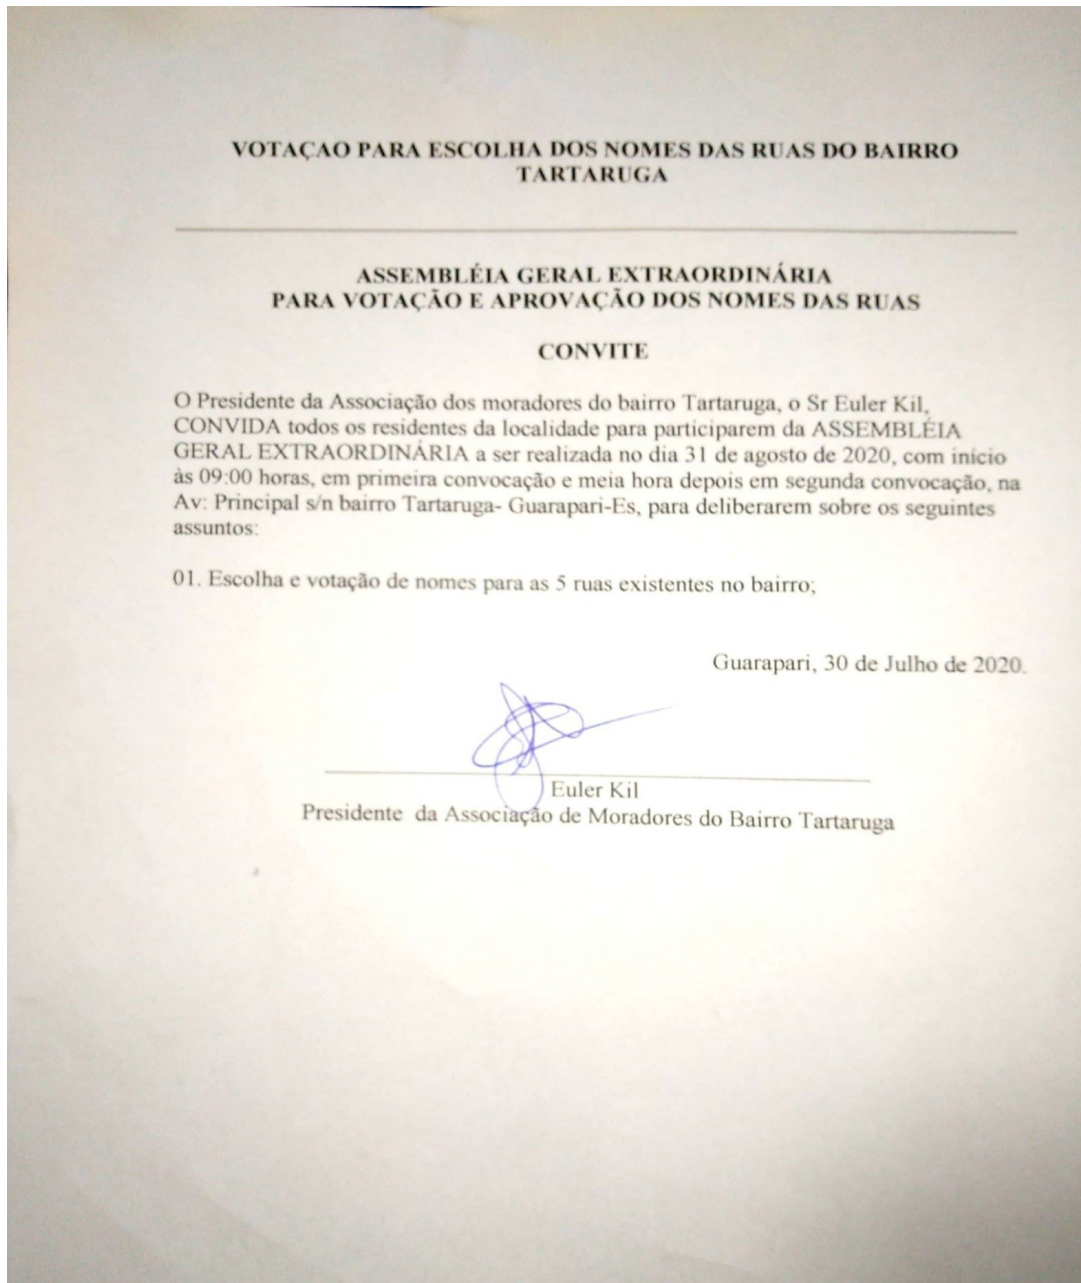 VOTAÇAO PARA ESCOLHA DOS NOMES DAS RUAS DO BAIRRO
TARTARUGA
ASSEMBLÉIA GERAL EXTRAORDINÁRIA
PARA VOTAÇÃO E APROVAÇÃO DOS NOMES DAS RUAS
CONVITE
O Presidente da Associação dos moradores do bairro Tartaruga, o Sr Euler Kil,
CONVIDA todos os residentes da localidade para participarem da ASSEMBLÉIA
GERAL EXTRAORDINÁRIA a ser realizada no dia 31 de agosto de 2020, com início
às 09:00 horas, em primeira convocação e meia hora depois em segunda convocação, na
Av: Principal s/n bairro Tartaruga- Guarapari-Es, para deliberarem sobre os seguintes
assuntos:
01. Escolha e votação de nomes para as 5 ruas existentes no bairro;
Guarapari, 30 de Julho de 2020.
Euler Kil
Presidente da Associação de Moradores do Bairro Tartaruga